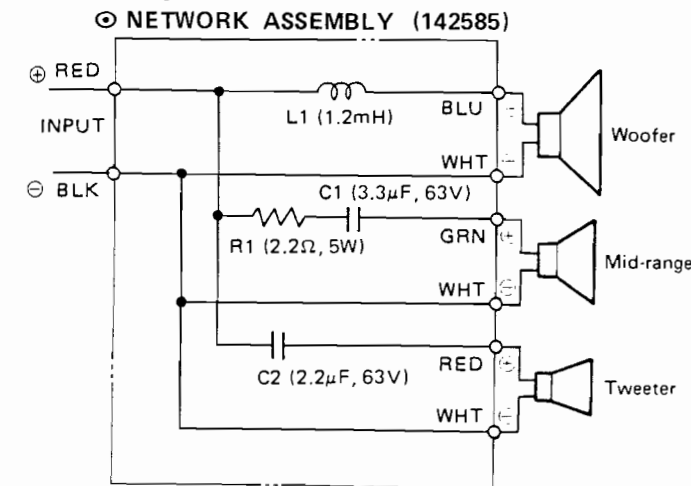 ⊙ NETWORK ASSEMBLY (142585)
⊕ RED
INPUT
⊖ BLK
L1 (1.2mH)
BLU
WHT
Woofer
C1 (3.3μF, 63V)
R1 (2.2Ω, 5W)
GRN
⊕
WHT
Mid-range
C2 (2.2μF, 63V)
RED
⊕
WHT
Tweeter